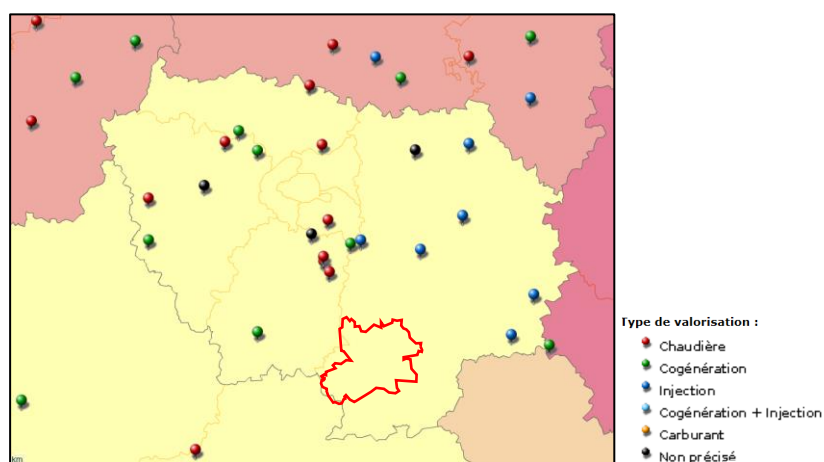 km
Type de valorisation :
Chaudière
Cogénération
Injection
Cogénération + Injection
Carburant
Non précisé